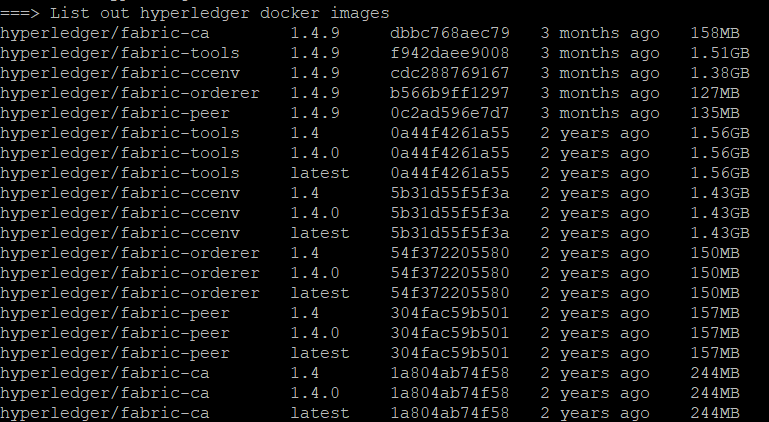 ===> List out hyperledger docker images
hyperledger/fabric-ca 1.4.9 dbbc768aec79 3 months ago 158MB
hyperledger/fabric-tools 1.4.9 f942daee9008 3 months ago 1.51GB
hyperledger/fabric-ccenv 1.4.9 cdc288769167 3 months ago 1.38GB
hyperledger/fabric-orderer 1.4.9 b566b9ff1297 3 months ago 127MB
hyperledger/fabric-peer 1.4.9 0c2ad596e7d7 3 months ago 135MB
hyperledger/fabric-tools 1.4 0a44f4261a55 2 years ago 1.56GB
hyperledger/fabric-tools 1.4.0 0a44f4261a55 2 years ago 1.56GB
hyperledger/fabric-tools latest 0a44f4261a55 2 years ago 1.56GB
hyperledger/fabric-ccenv 1.4 5b31d55f5f3a 2 years ago 1.43GB
hyperledger/fabric-ccenv 1.4.0 5b31d55f5f3a 2 years ago 1.43GB
hyperledger/fabric-ccenv latest 5b31d55f5f3a 2 years ago 1.43GB
hyperledger/fabric-orderer 1.4 54f372205580 2 years ago 150MB
hyperledger/fabric-orderer 1.4.0 54f372205580 2 years ago 150MB
hyperledger/fabric-orderer latest 54f372205580 2 years ago 150MB
hyperledger/fabric-peer 1.4 304fac59b501 2 years ago 157MB
hyperledger/fabric-peer 1.4.0 304fac59b501 2 years ago 157MB
hyperledger/fabric-peer latest 304fac59b501 2 years ago 157MB
hyperledger/fabric-ca 1.4 1a804ab74f58 2 years ago 244MB
hyperledger/fabric-ca 1.4.0 1a804ab74f58 2 years ago 244MB
hyperledger/fabric-ca latest 1a804ab74f58 2 years ago 244MB